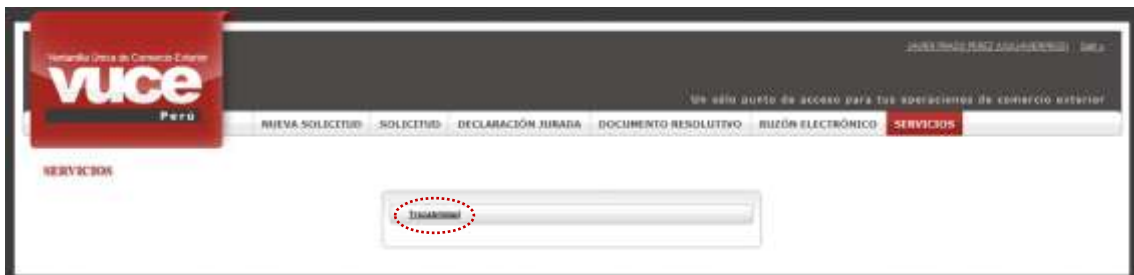 Ventanilla Única de Comercio Exterior
vuce
Perú
Un sólo punto de acceso para tus operaciones de comercio exterior
NUEVA SOLICITUD SOLICITUD DECLARACIÓN JURADA DOCUMENTO RESOLUTIVO BUZÓN ELECTRÓNICO SERVICIOS
SERVICIOS
Trazabilidad